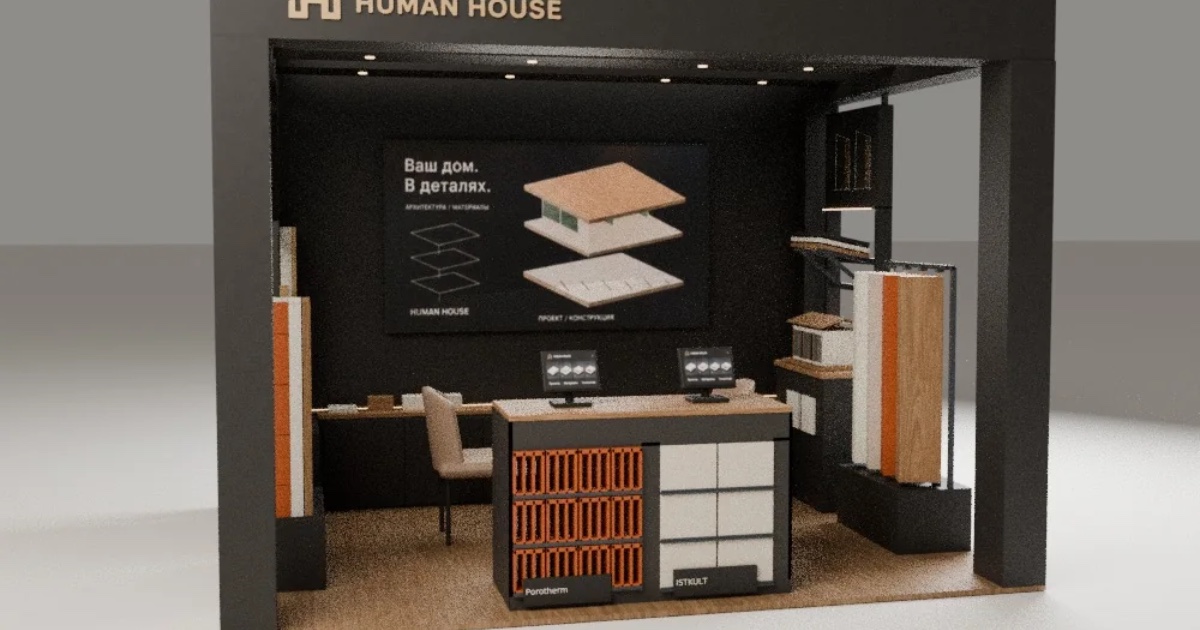 HUMAN HOUSE
Ваш дом.
В деталях.
АРХИТЕКТУРА / МАТЕРИАЛЫ
HUMAN HOUSE
ПРОЕКТ / КОНСТРУКЦИЯ
Porotherm
ISTKULT